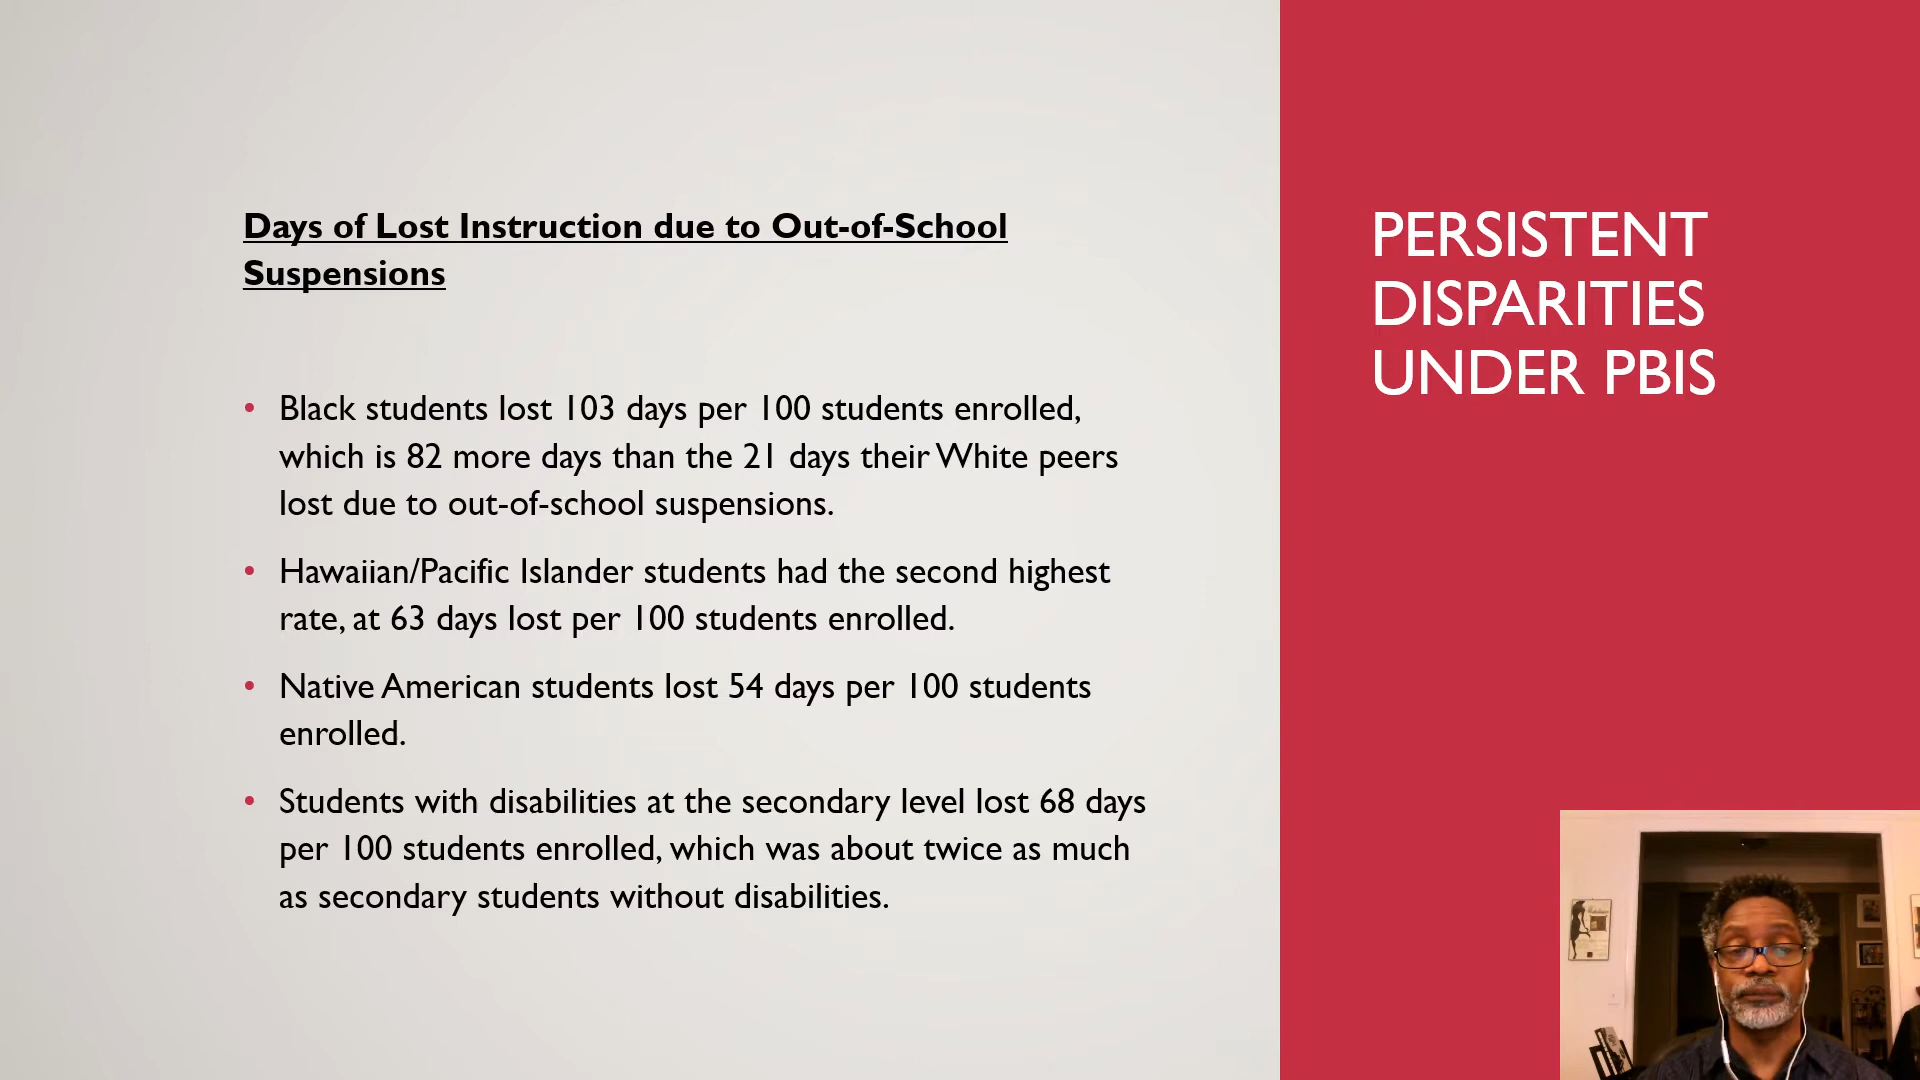 Days of Lost Instruction due to Out-of-School
Suspensions
• Black students lost 103 days per 100 students enrolled,
which is 82 more days than the 21 days their White peers
lost due to out-of-school suspensions.
• Hawaiian/Pacific Islander students had the second highest
rate, at 63 days lost per 100 students enrolled.
• Native American students lost 54 days per 100 students
enrolled.
• Students with disabilities at the secondary level lost 68 days
per 100 students enrolled, which was about twice as much
as secondary students without disabilities.
PERSISTENT
DISPARITIES
UNDER PBIS